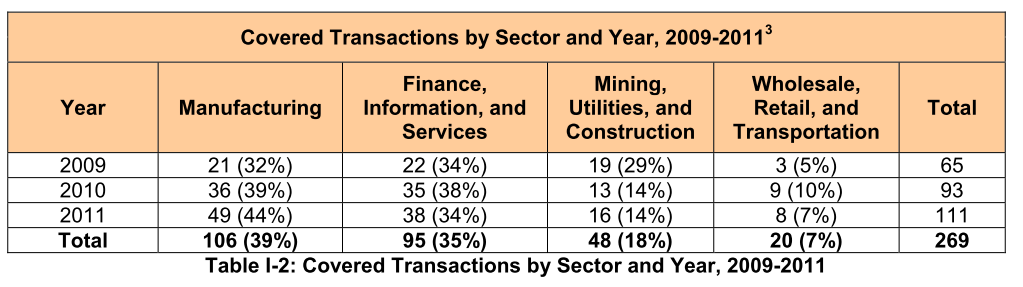 Covered Transactions by Sector and Year, 2009-2011³
Year
Manufacturing
Finance,
Information, and
Services
Mining,
Utilities, and
Construction
Wholesale,
Retail, and
Transportation
Total
2009 21 (32%) 22 (34%) 19 (29%) 3 (5%) 65
2010 36 (39%) 35 (38%) 13 (14%) 9 (10%) 93
2011 49 (44%) 38 (34%) 16 (14%) 8 (7%) 111
Total 106 (39%) 95 (35%) 48 (18%) 20 (7%) 269
Table I-2: Covered Transactions by Sector and Year, 2009-2011